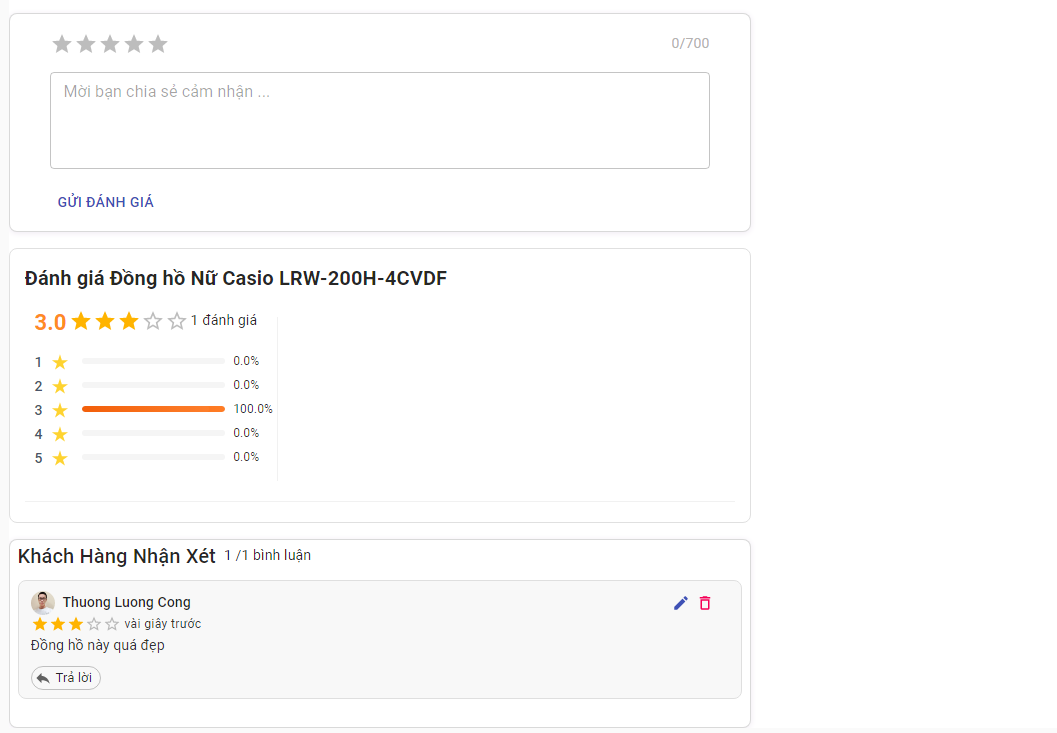 0/700
Mời bạn chia sẻ cảm nhận ...
GỬI ĐÁNH GIÁ
Đánh giá Đồng hồ Nữ Casio LRW-200H-4CVDF
3.0 1 đánh giá
1 0.0%
2 0.0%
3 100.0%
4 0.0%
5 0.0%
Khách Hàng Nhận Xét 1 /1 bình luận
Thuong Luong Cong
vài giây trước
Đồng hồ này quá đẹp
Trả lời